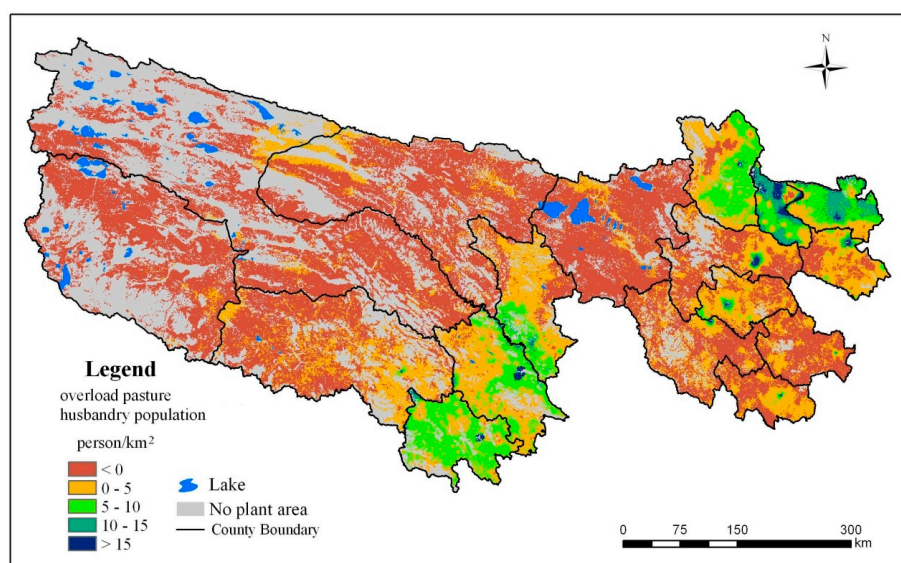 N
Legend
overload pasture
husbandry population
person/km²
< 0
0 - 5
5 - 10
10 - 15
> 15
Lake
No plant area
County Boundary
0 75 150 300
km